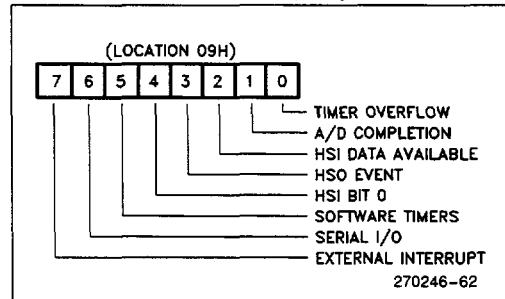 (LOCATION 09H)
7 6 5 4 3 2 1 0
TIMER OVERFLOW
A/D COMPLETION
HSI DATA AVAILABLE
HSO EVENT
HSI BIT 0
SOFTWARE TIMERS
SERIAL I/O
EXTERNAL INTERRUPT
270246-62